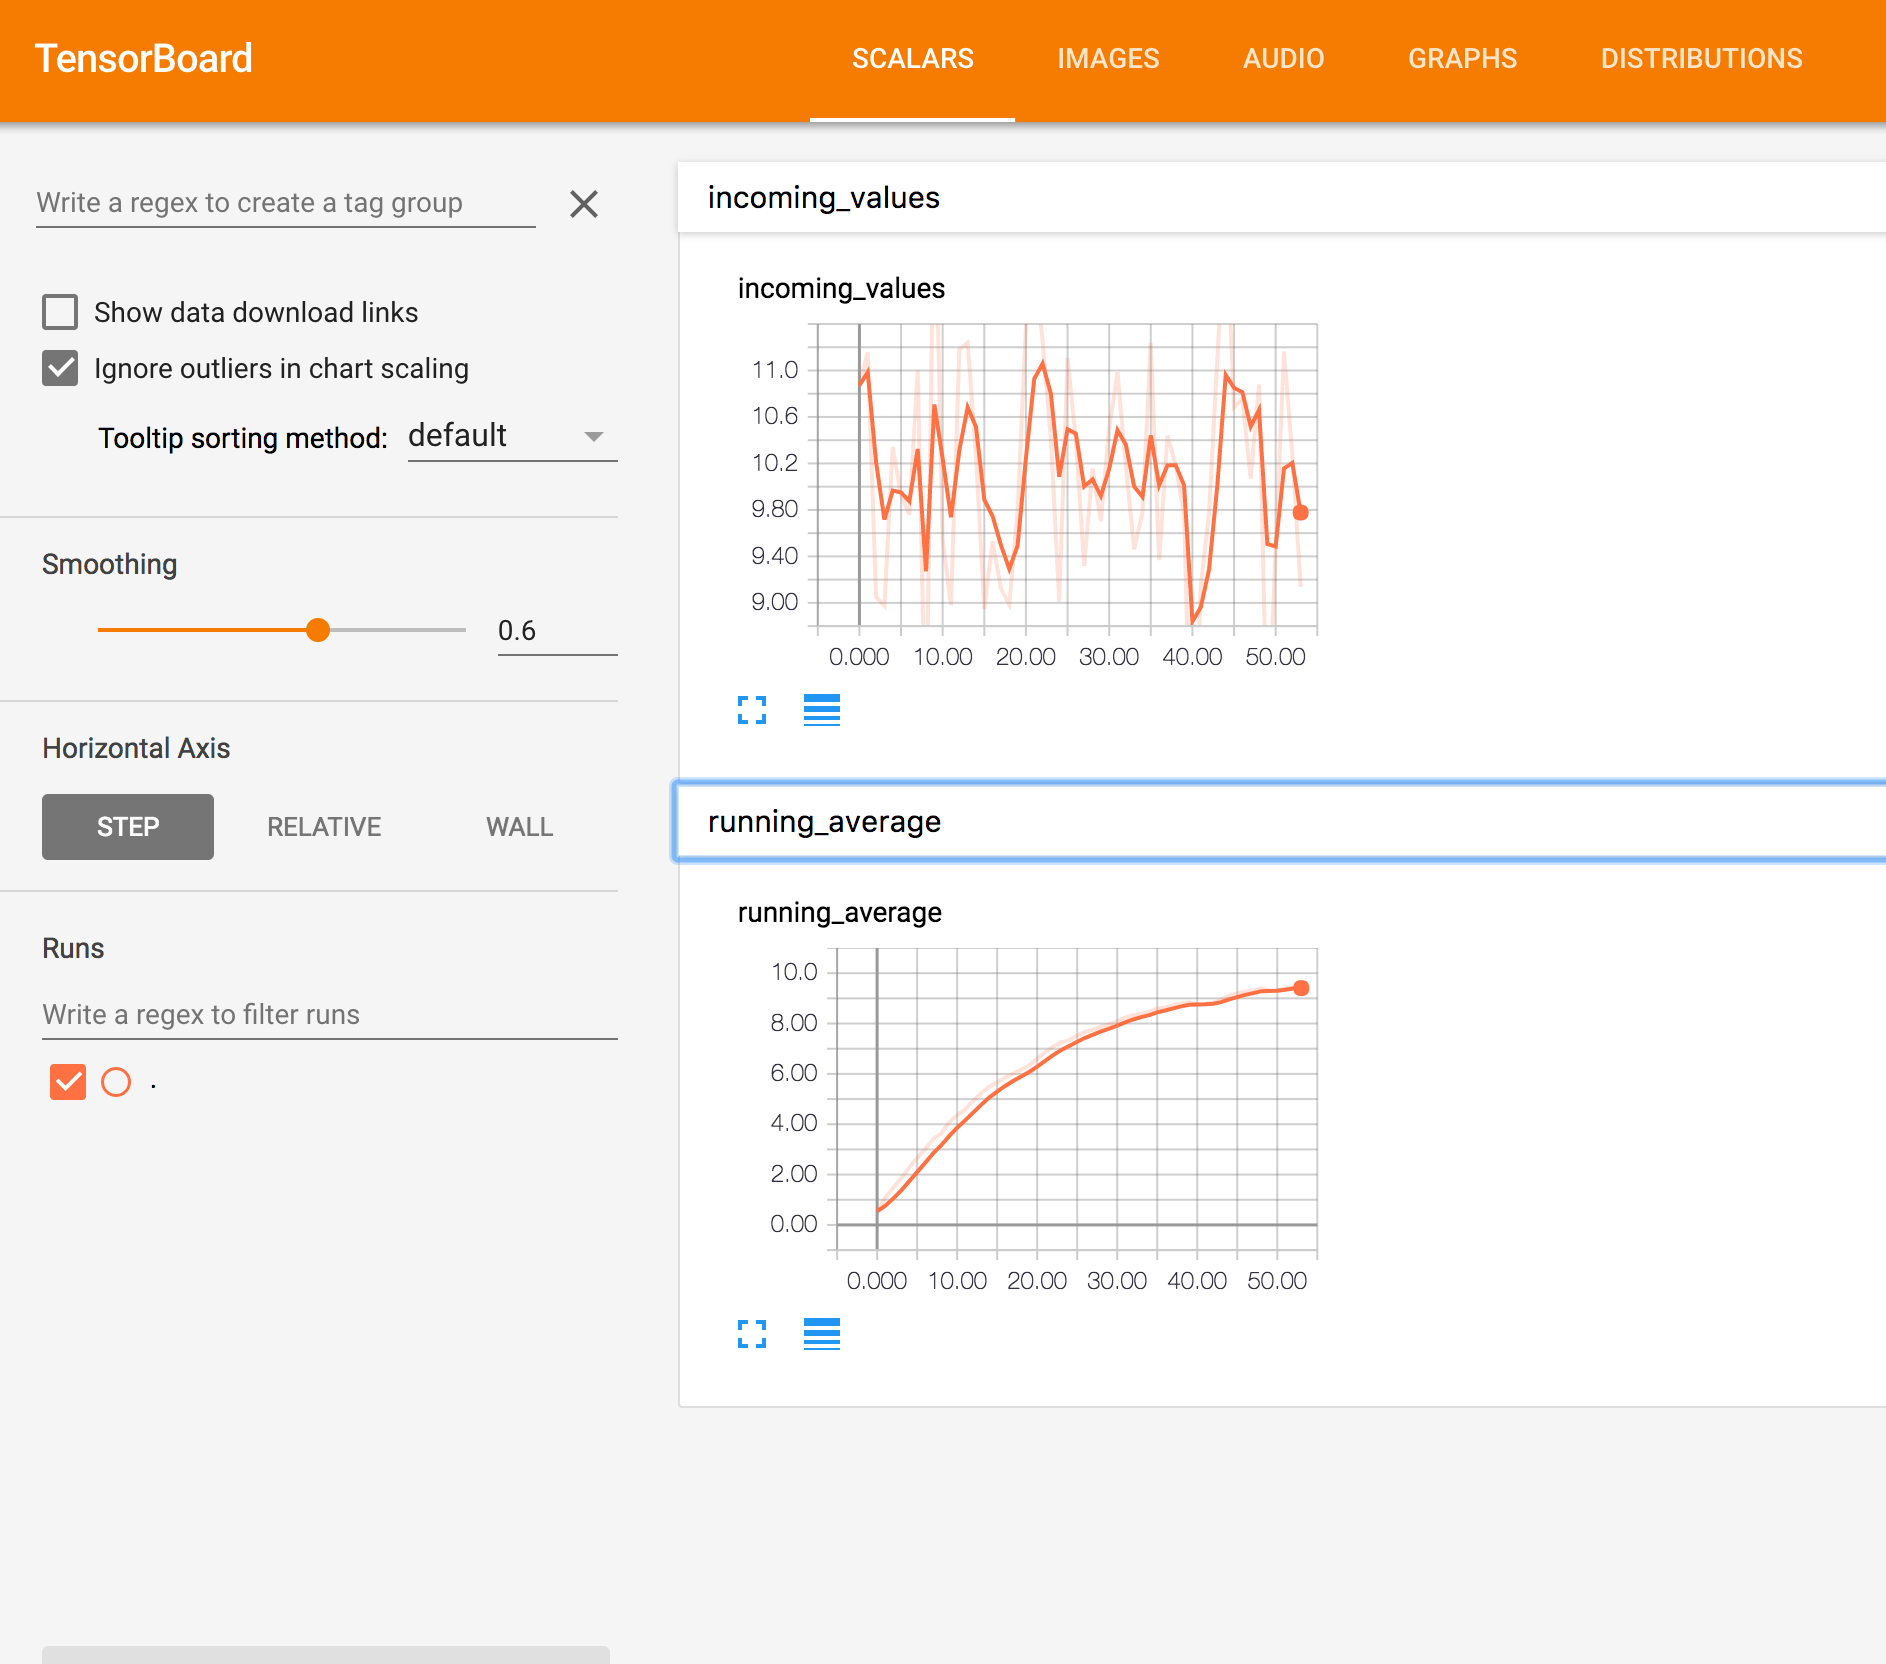 TensorBoard
SCALARS
IMAGES
AUDIO
GRAPHS
DISTRIBUTIONS
Write a regex to create a tag group
Show data download links
Ignore outliers in chart scaling
Tooltip sorting method: default
Smoothing
0.6
Horizontal Axis
STEP
RELATIVE
WALL
Runs
Write a regex to filter runs
.
incoming_values
incoming_values
11.0
10.6
10.2
9.80
9.40
9.00
0.000 10.00 20.00 30.00 40.00 50.00
running_average
running_average
10.0
8.00
6.00
4.00
2.00
0.00
0.000 10.00 20.00 30.00 40.00 50.00